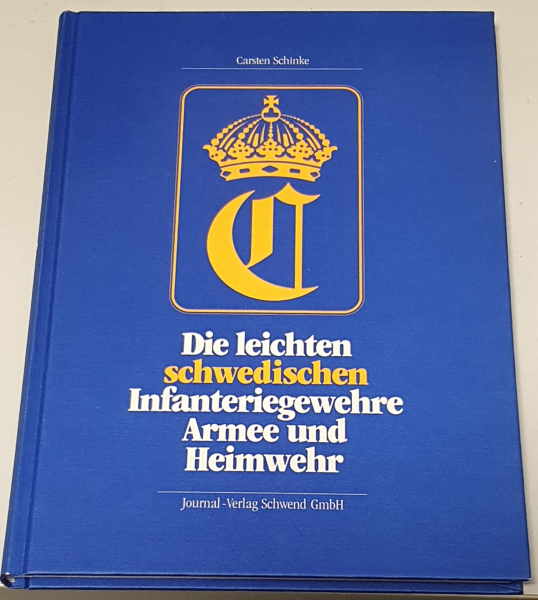 Carsten Schinke
C
Die leichten
schwedischen
Infanteriegewehre
Armee und
Heimwehr
Journal-Verlag Schwend GmbH